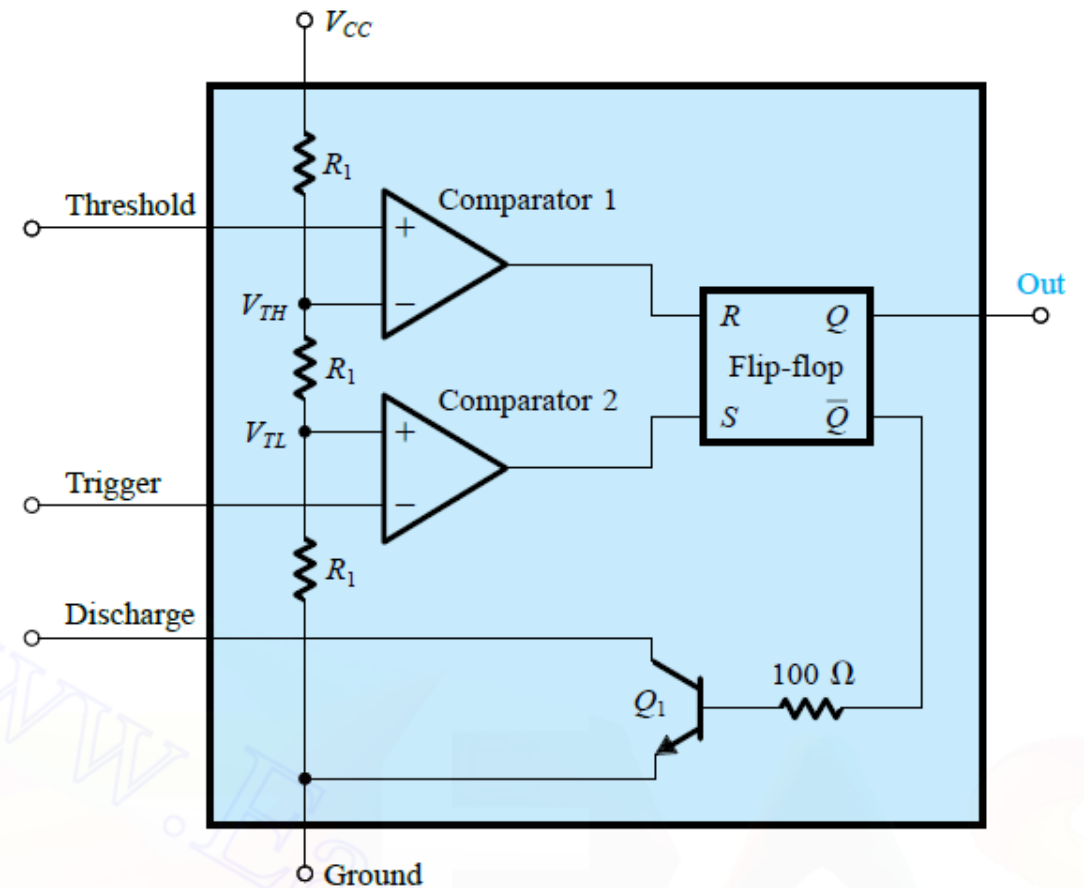 V_CC
R_1
Threshold
Comparator 1
+
−
V_TH
Out
R Q
Flip-flop
S Q̅
R_1
Comparator 2
V_TL
+
−
Trigger
R_1
Discharge
100 Ω
Q_1
Ground